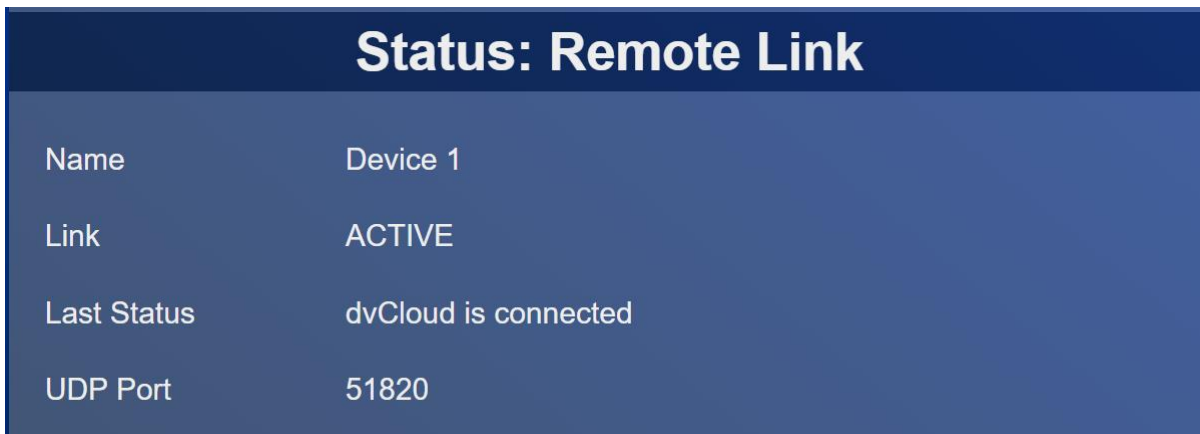 Status: Remote Link
Name Device 1
Link ACTIVE
Last Status dvCloud is connected
UDP Port 51820